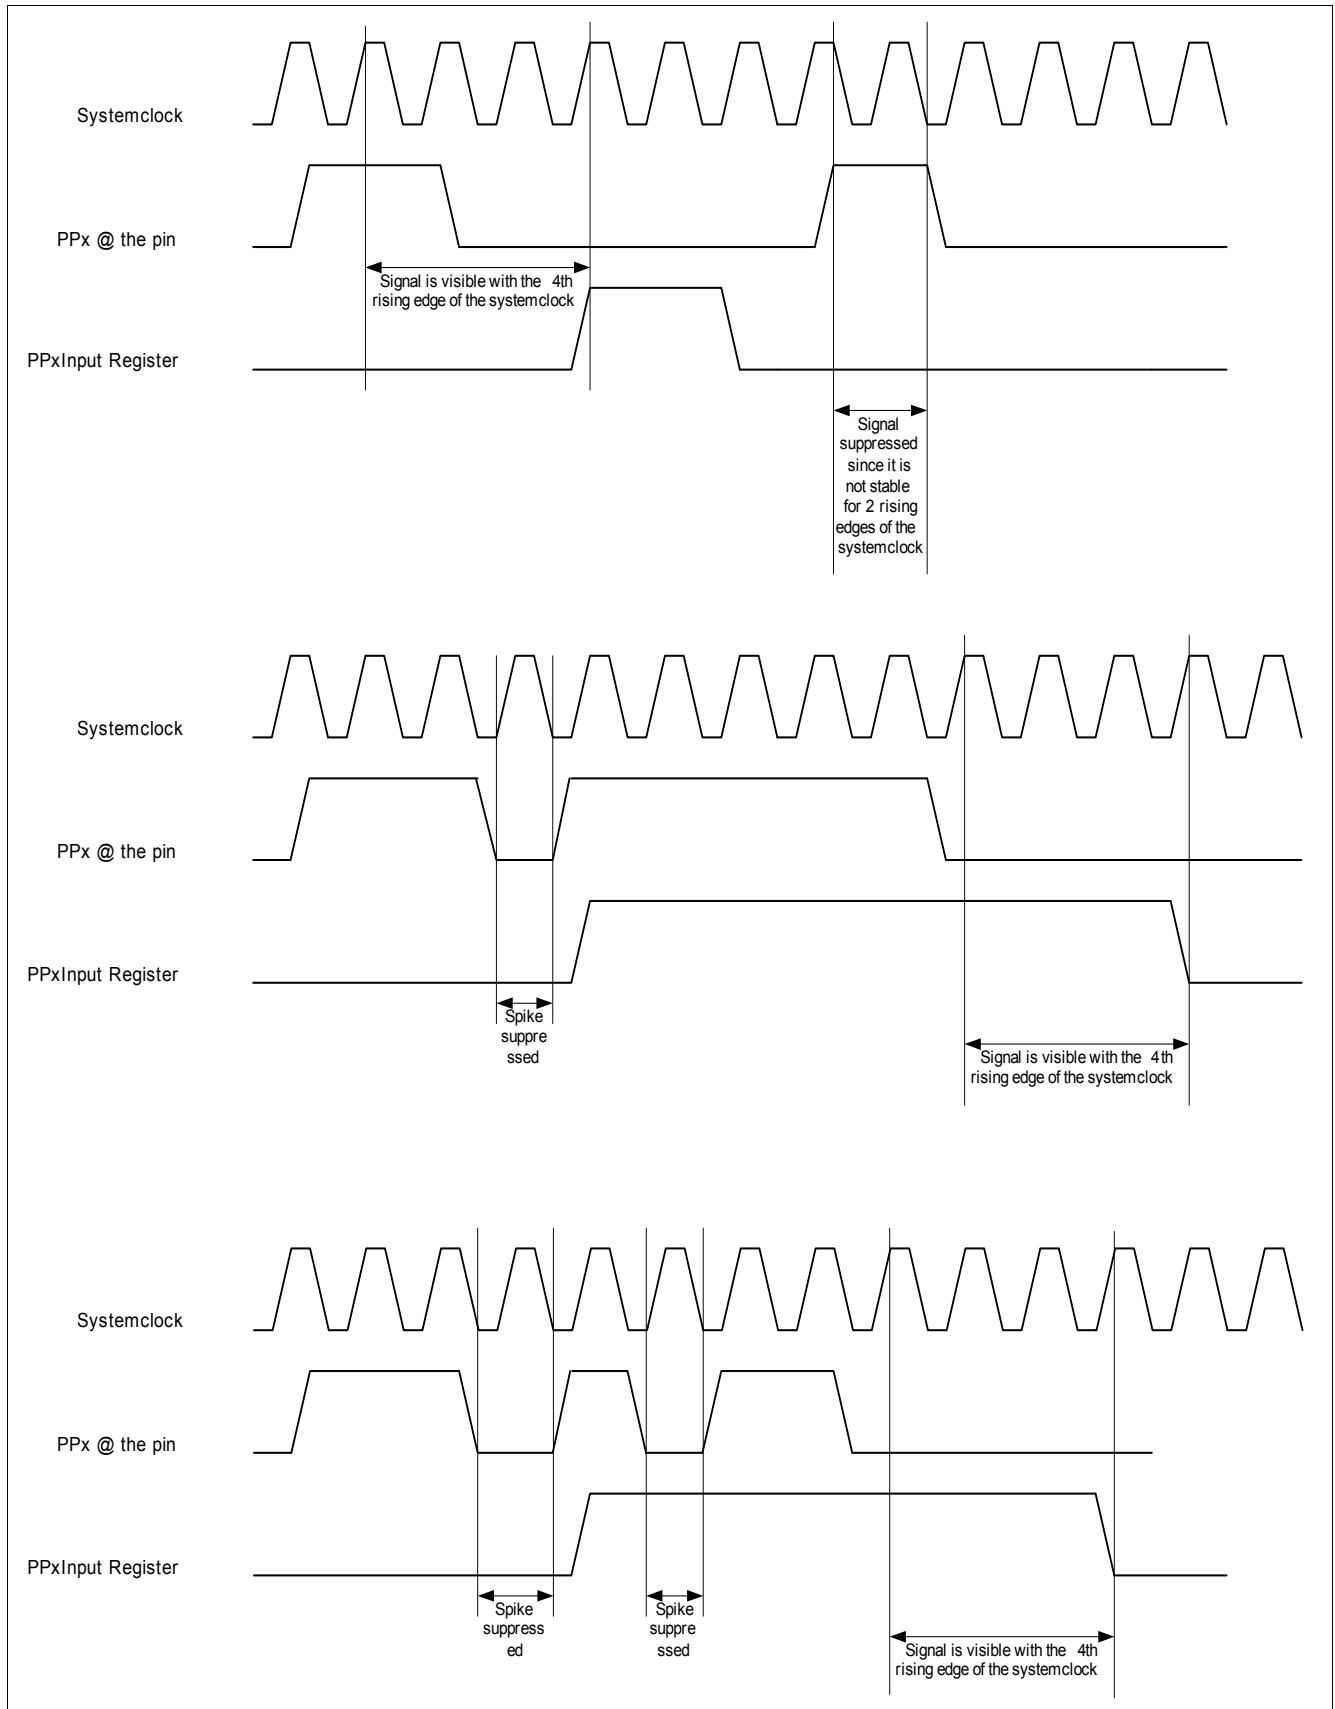 Systemclock
PPx @ the pin
Signal is visible with the 4th
rising edge of the systemclock
PPxInput Register
Signal
suppressed
since it is
not stable
for 2 rising
edges of the
systemclock
Systemclock
PPx @ the pin
PPxInput Register
Spike
suppre
ssed
Signal is visible with the 4th
rising edge of the systemclock
Systemclock
PPx @ the pin
PPxInput Register
Spike
suppress
ed
Spike
suppre
ssed
Signal is visible with the 4th
rising edge of the systemclock